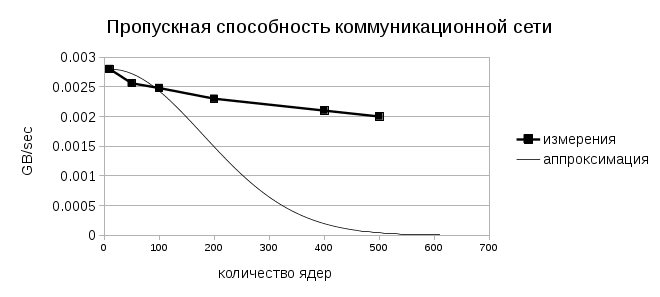 Пропускная способность коммуникационной сети
0.003
0.0025
0.002
0.0015
0.001
0.0005
0
GB/sec
0 100 200 300 400 500 600 700
количество ядер
измерения
аппроксимация